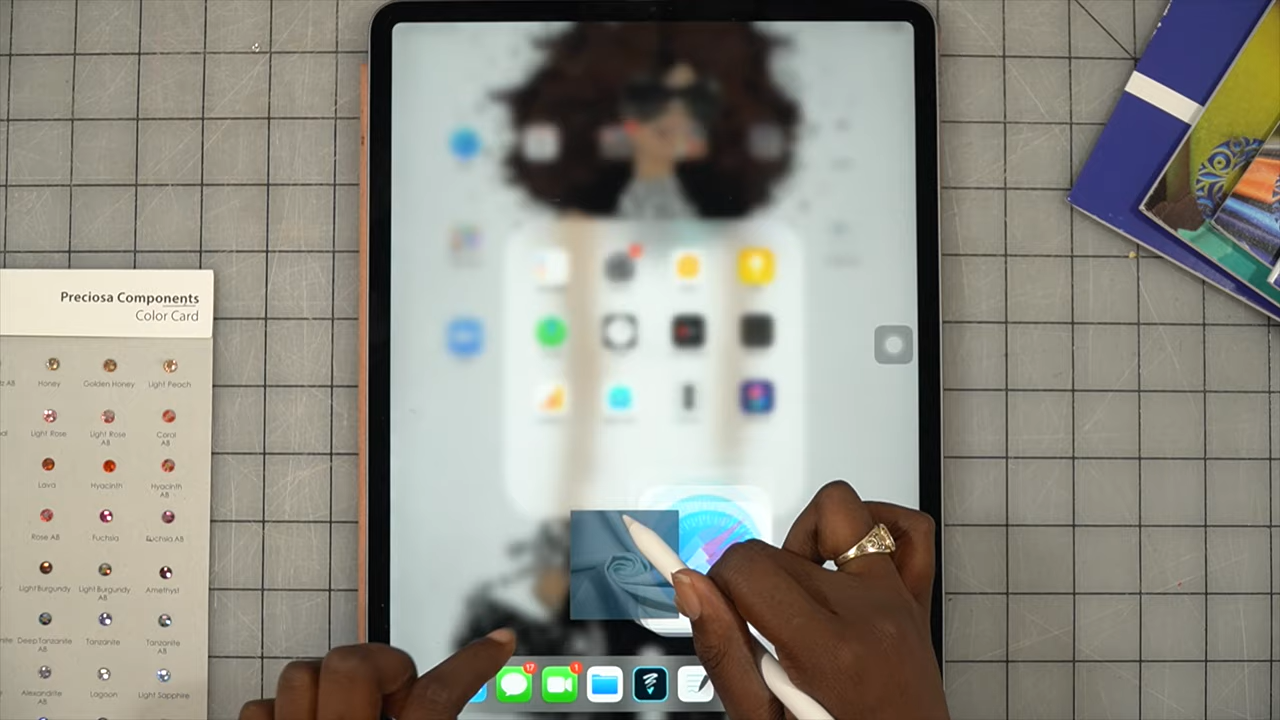 Preciosa Components
Color Card
Honey
Golden Honey
Light Peach
Light Rose
Light Rose
AB
Coral
AB
Lava
Hyacinth
Hyacinth
AB
Rose AB
Fuchsia
Fuchsia AB
Light Burgundy
Light Burgundy
AB
Amethyst
Deep Tanzanite
AB
Tanzanite
Tanzanite
AB
Alexandrite
AB
Lagoon
Light Sapphire
17
1